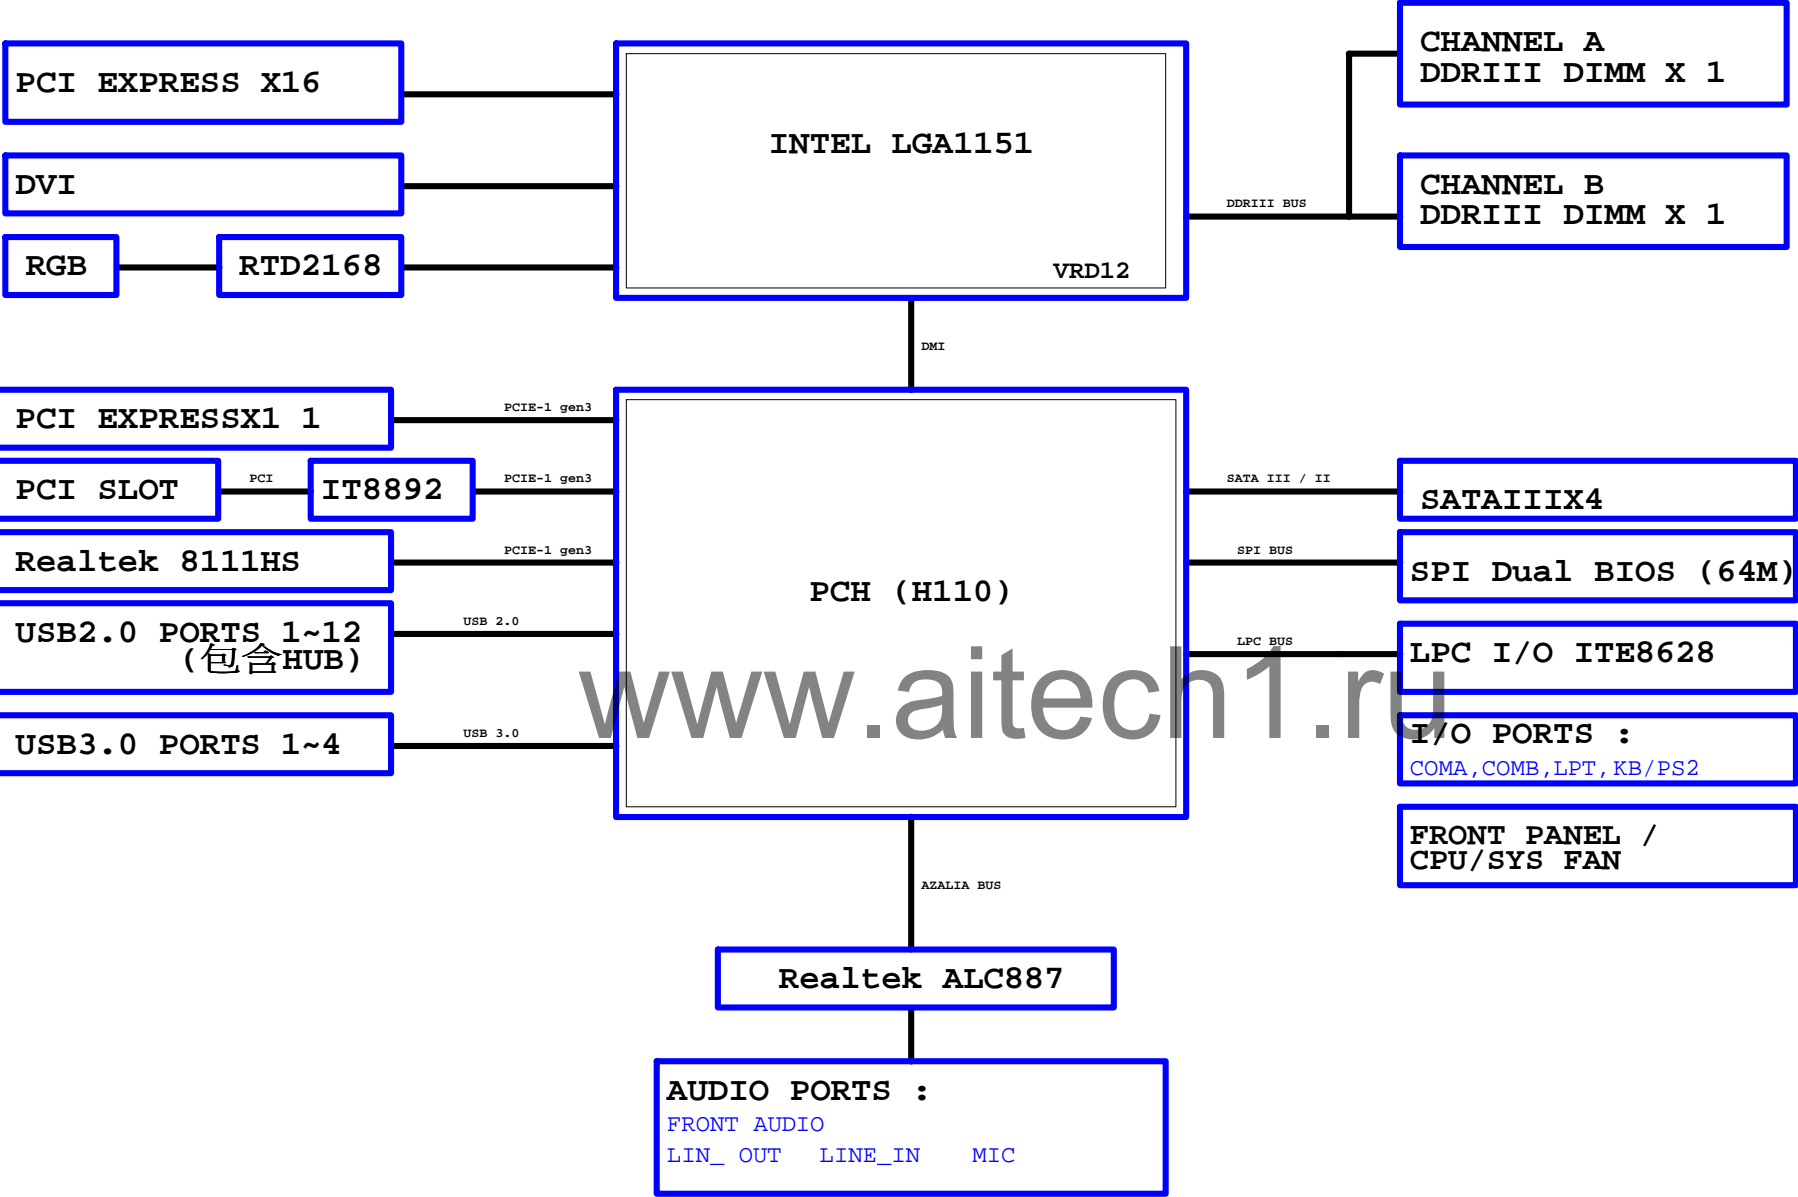 PCI EXPRESS X16
DVI
RGB
RTD2168
INTEL LGA1151
VRD12
CHANNEL A
DDRIII DIMM X 1
CHANNEL B
DDRIII DIMM X 1
DDRIII BUS
DMI
PCI EXPRESSX1 1
PCIE-1 gen3
PCI SLOT
PCI
IT8892
PCIE-1 gen3
Realtek 8111HS
PCIE-1 gen3
USB2.0 PORTS 1~12
(包含HUB)
USB 2.0
USB3.0 PORTS 1~4
USB 3.0
PCH (H110)
SATA III / II
SATAIIIX4
SPI BUS
SPI Dual BIOS (64M)
LPC BUS
LPC I/O ITE8628
www.aitech1.ru
I/O PORTS :
COMA,COMB,LPT,KB/PS2
FRONT PANEL /
CPU/SYS FAN
AZALIA BUS
Realtek ALC887
AUDIO PORTS :
FRONT AUDIO
LIN_ OUT LINE_IN MIC